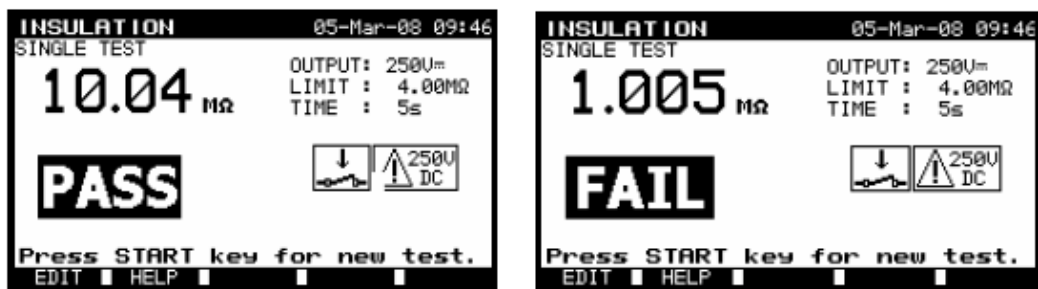 INSULATION 05-Mar-08 09:46
SINGLE TEST
10.04 MΩ
OUTPUT: 250V
LIMIT : 4.00MΩ
TIME : 5s
PASS
250V
DC
Press START key for new test.
EDIT HELP
INSULATION 05-Mar-08 09:46
SINGLE TEST
1.005 MΩ
OUTPUT: 250V
LIMIT : 4.00MΩ
TIME : 5s
FAIL
250V
DC
Press START key for new test.
EDIT HELP